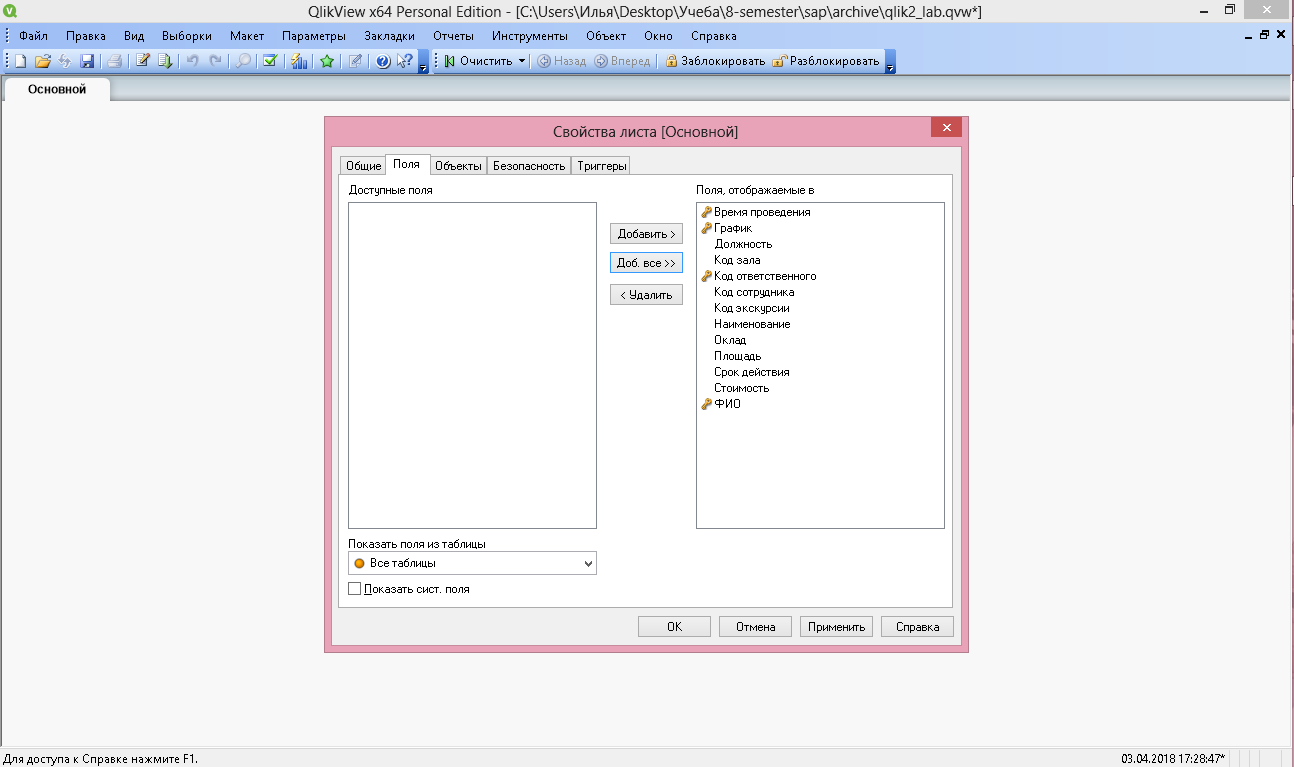 QlikView x64 Personal Edition - [C:\Users\Илья\Desktop\Учеба\8-semester\sap\archive\qlik2_lab.qvw*]
Файл Правка Вид Выборки Макет Параметры Закладки Отчеты Инструменты Объект Окно Справка
Очистить Назад Вперед Заблокировать Разблокировать
Основной
Свойства листа [Основной]
Общие Поля Объекты Безопасность Триггеры
Доступные поля
Добавить >
Доб. все >>
< Удалить
Поля, отображаемые в
Время проведения
График
Должность
Код зала
Код ответственного
Код сотрудника
Код экскурсии
Наименование
Оклад
Площадь
Срок действия
Стоимость
ФИО
Показать поля из таблицы
Все таблицы
Показать сист. поля
OK Отмена Применить Справка
Для доступа к Справке нажмите F1.
03.04.2018 17:28:47*